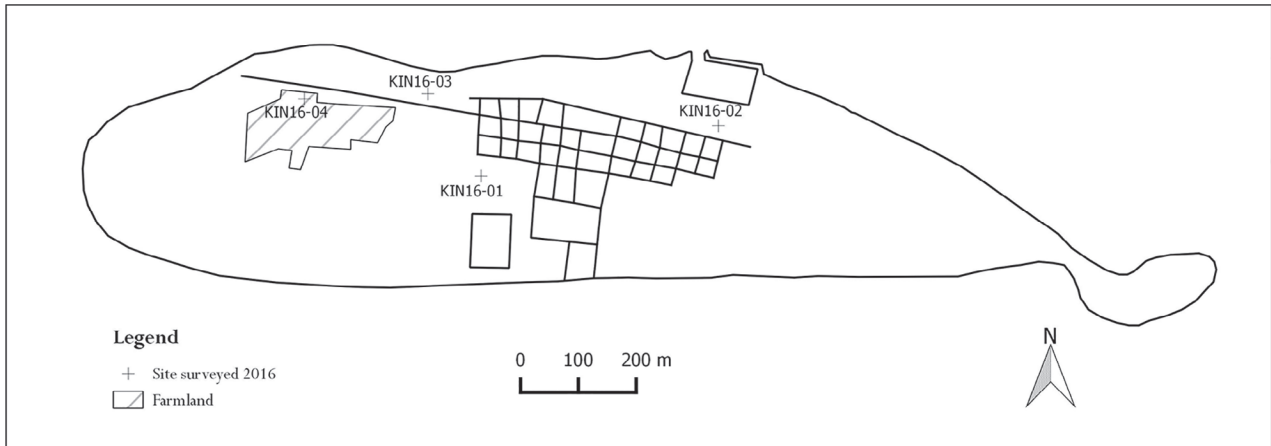 KIN16-03
KIN16-04
KIN16-02
KIN16-01
Legend
Site surveyed 2016
Farmland
0 100 200 m
N